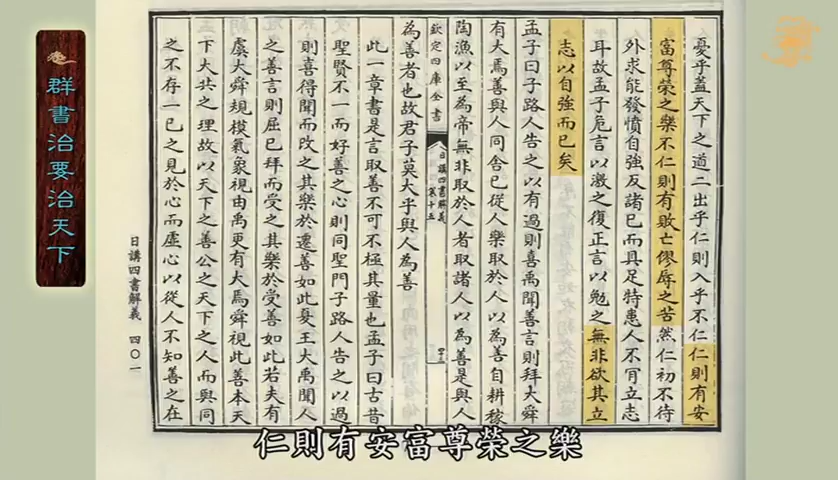 群書治要治天下
憂乎蓋天下之道二出乎仁則入乎不仁仁則有安
富尊榮之樂不仁則有敗亡僇辱之苦然仁初不待
外求能發憤自強反諸己而具足特患人不肎立志
耳故孟子危言以激之復正言以勉之無非欲其立
志以自強而已矣
孟子曰子路人告之以有過則喜禹聞善言則拜大舜
有大焉善與人同舍己從人樂取於人以為善自耕稼
陶漁以至為帝無非取於人者取諸人以為善是與人
欽定四庫全書
日講四書解義
卷十五
為善者也故君子莫大乎與人為善
此一章書是言取善不可不極其量也孟子曰古昔
聖賢不一而好善之心則同聖門子路人告之以過
則喜得聞而改之其樂於遷善如此夏王大禹聞人
之善言則屈己拜而受之其樂於受善如此若夫有
虞大舜規模氣象視由禹更有大焉舜視此善本天
下大共之理故以天下之善公之天下之人而與同
之不存一已之見於心而虛心以從人不知善之在
日講四書解義 四〇一
仁則有安富尊榮之樂